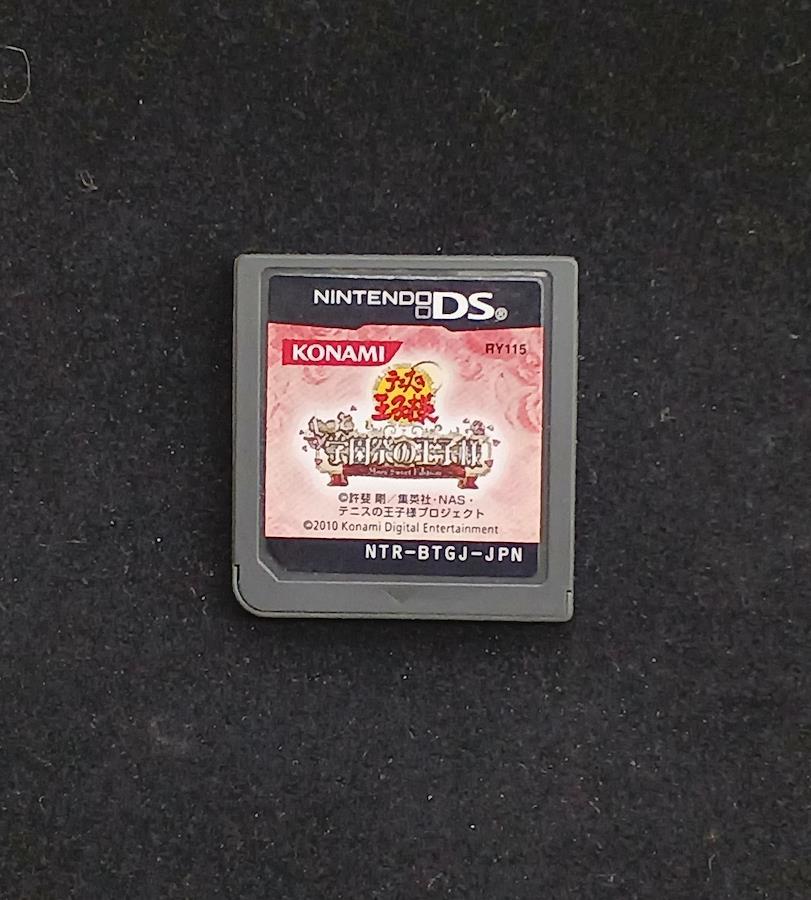 NINTENDO DS®
KONAMI
RY115
テニスの
王子様
学園祭の王子様
More Sweet Edition
©許斐 剛／集英社・NAS・
テニスの王子様プロジェクト
©2010 Konami Digital Entertainment
NTR-BTGJ-JPN